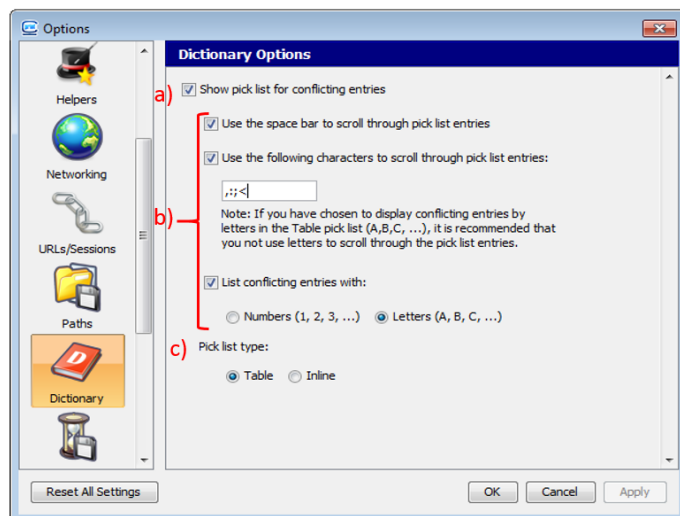 Options
Dictionary Options
Helpers
Networking
URLs/Sessions
Paths
Dictionary
a)
Show pick list for conflicting entries
Use the space bar to scroll through pick list entries
Use the following characters to scroll through pick list entries:
,:;<
b)
Note: If you have chosen to display conflicting entries by
letters in the Table pick list (A,B,C, ...), it is recommended that
you not use letters to scroll through the pick list entries.
List conflicting entries with:
Numbers (1, 2, 3, ...) Letters (A, B, C, ...)
c) Pick list type:
Table Inline
Reset All Settings OK Cancel Apply